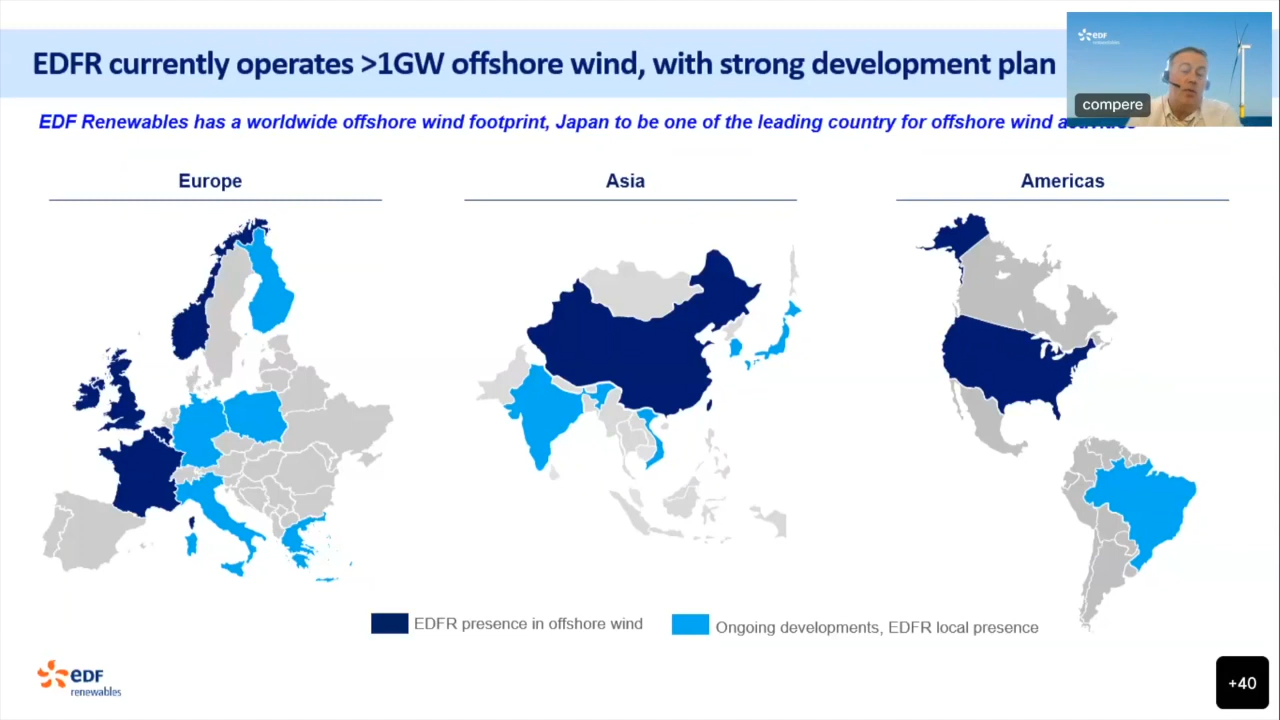 EDFR currently operates >1GW offshore wind, with strong development plan
edf
renewables
compere
EDF Renewables has a worldwide offshore wind footprint, Japan to be one of the leading country for offshore wind
Europe
Asia
Americas
EDFR presence in offshore wind
Ongoing developments, EDFR local presence
eDF
renewables
+40